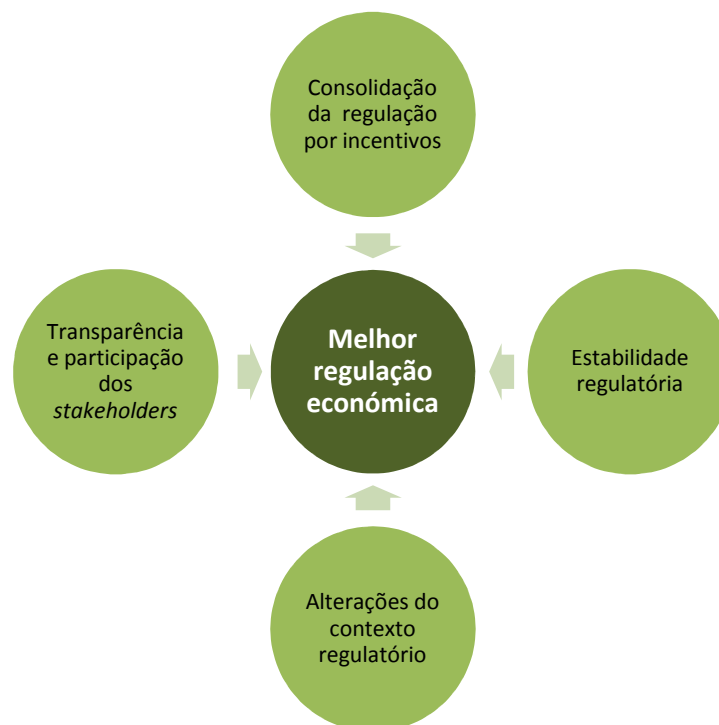 Consolidação
da regulação
por incentivos
Transparência
e participação
dos
stakeholders
Melhor
regulação
económica
Estabilidade
regulatória
Alterações do
contexto
regulatório